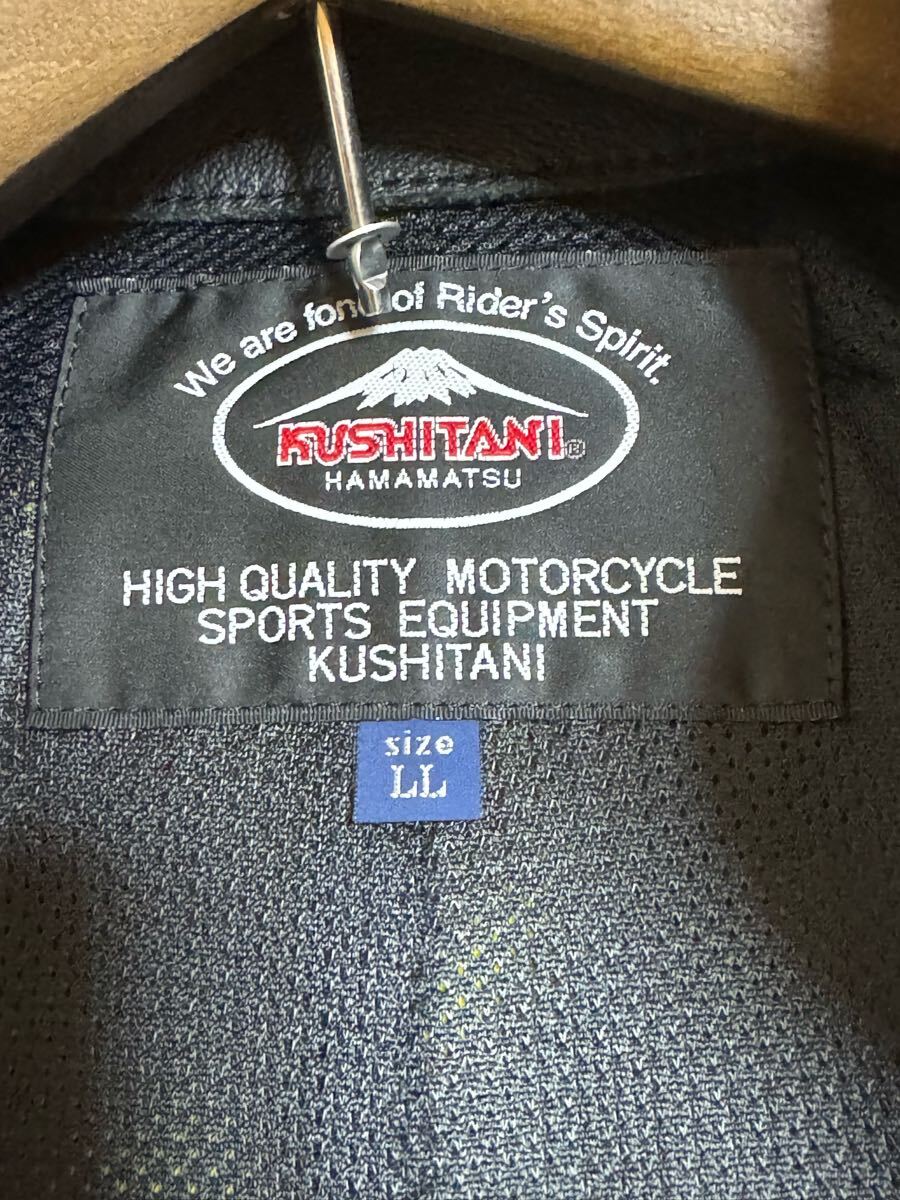 We are fond of Rider's Spirit.
KUSHITANI®
HAMAMATSU
HIGH QUALITY MOTORCYCLE
SPORTS EQUIPMENT
KUSHITANI
size
LL